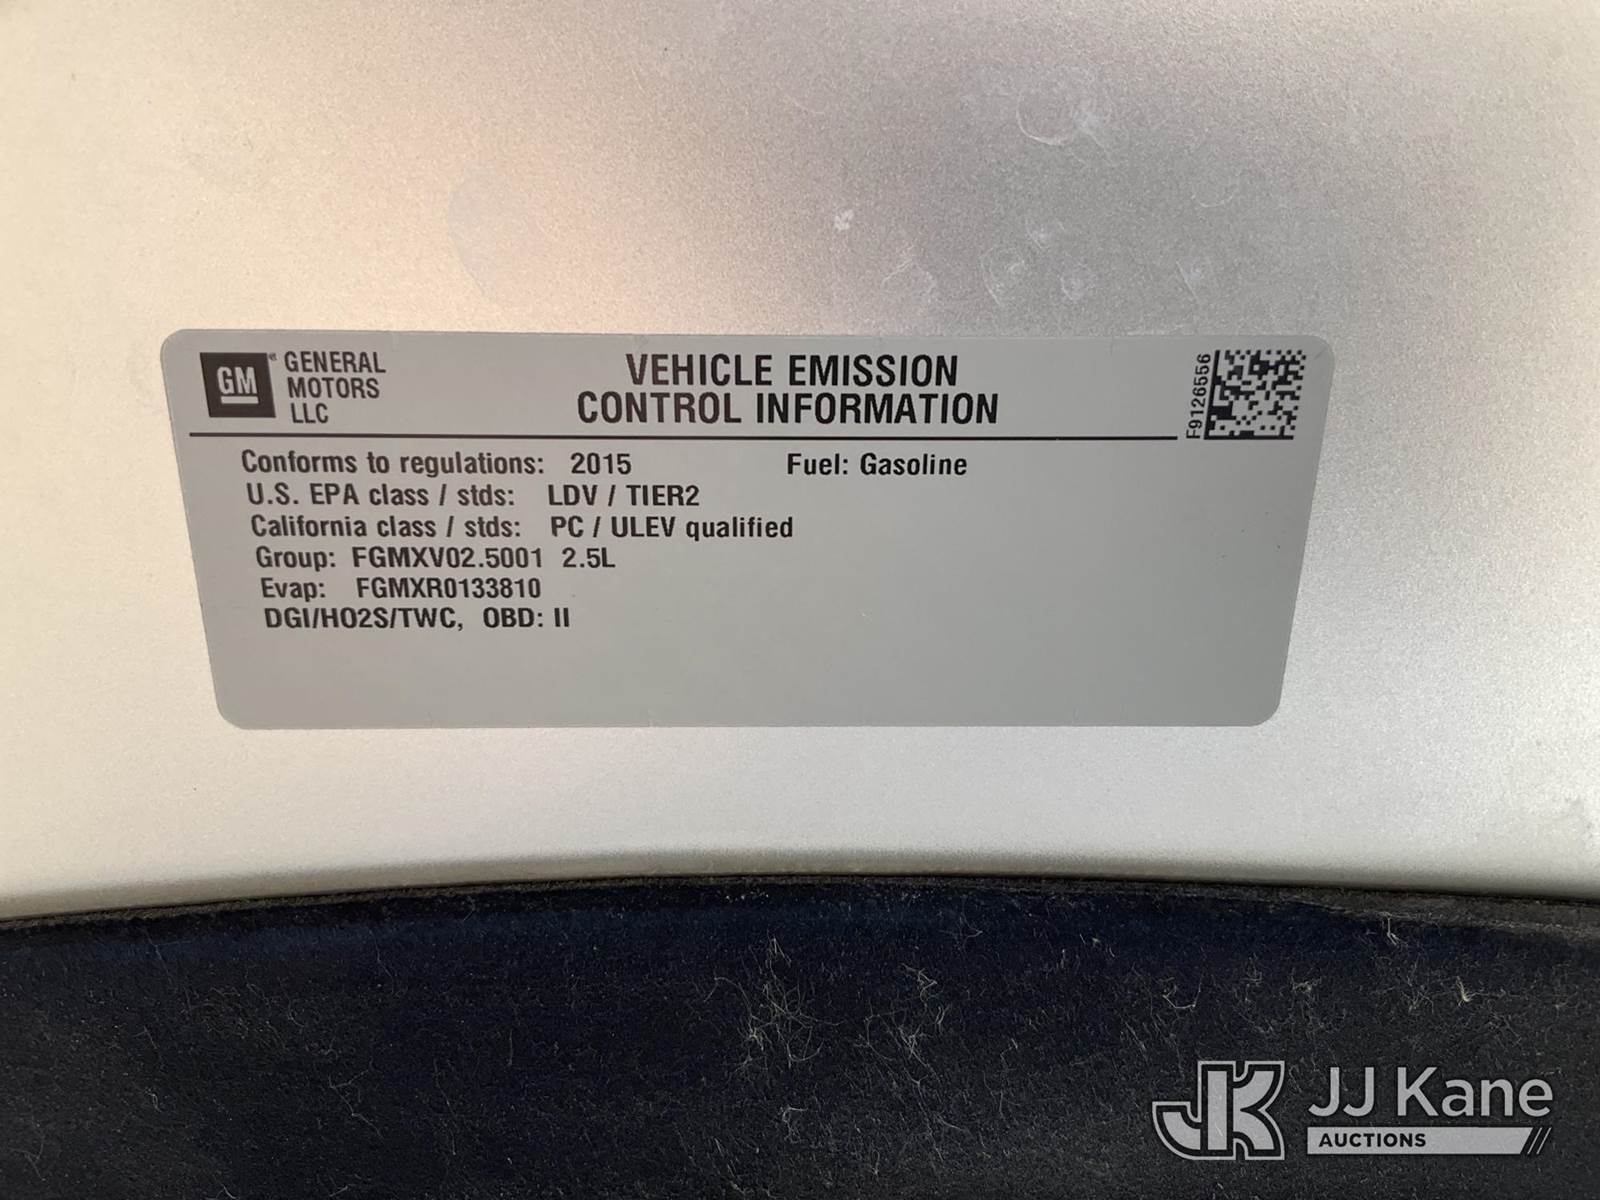 GM
GENERAL
MOTORS
LLC
VEHICLE EMISSION
CONTROL INFORMATION
F9126556
Conforms to regulations: 2015 Fuel: Gasoline
U.S. EPA class / stds: LDV / TIER2
California class / stds: PC / ULEV qualified
Group: FGMXV02.5001 2.5L
Evap: FGMXR0133810
DGI/HO2S/TWC, OBD: II
JK JJ Kane
AUCTIONS